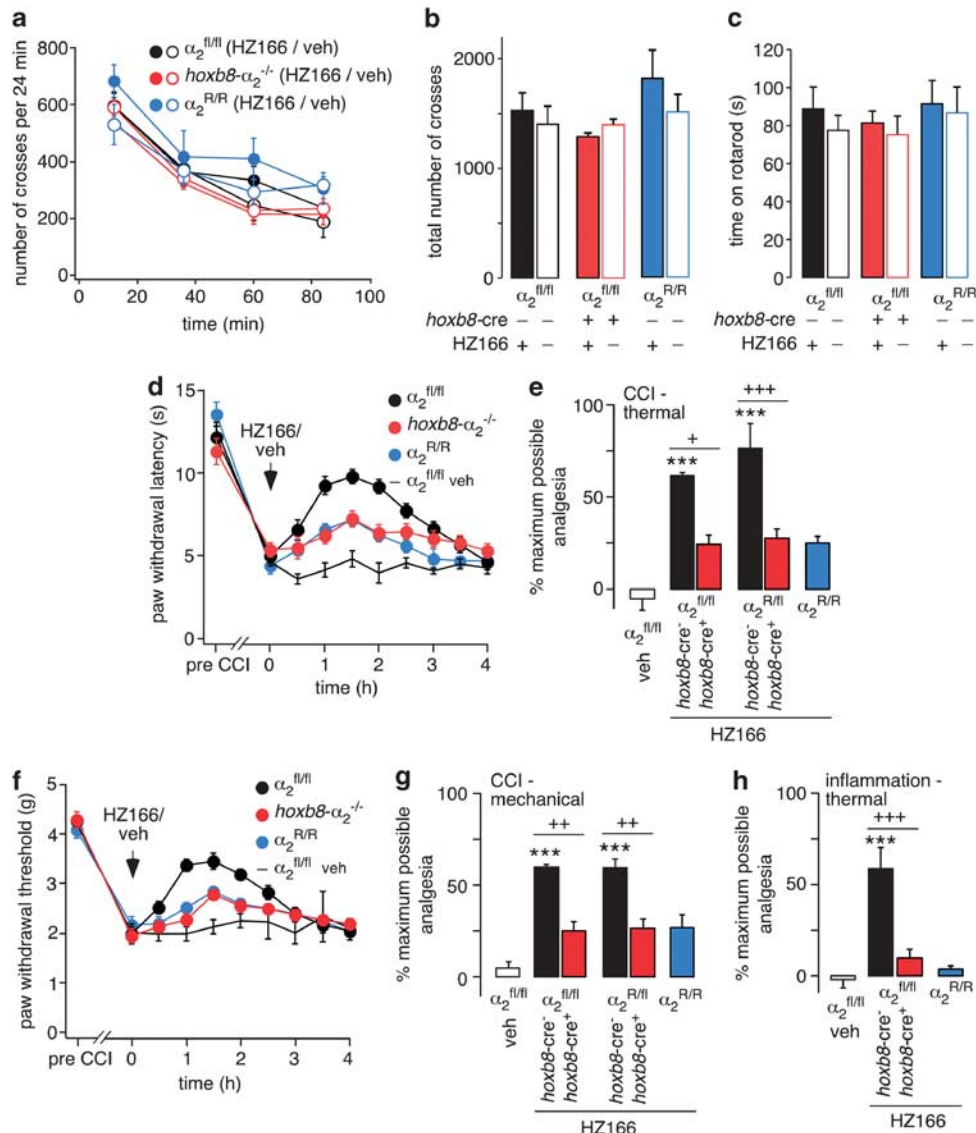 a
number of crosses per 24 min
800
600
400
200
0
0 20 40 60 80 100
time (min)
α₂fl/fl (HZ166 / veh)
hoxb8-α₂-/- (HZ166 / veh)
α₂R/R (HZ166 / veh)
b
total number of crosses
2000
1000
0
α₂fl/fl α₂fl/fl α₂R/R
hoxb8-cre – – + + – –
HZ166 + – + – + –
c
time on rotarod (s)
120
100
80
60
40
20
0
α₂fl/fl α₂fl/fl α₂R/R
hoxb8-cre – – + + – –
HZ166 + – + – + –
d
paw withdrawal latency (s)
15
10
5
0
HZ166/
veh
α₂fl/fl
hoxb8-α₂-/-
α₂R/R
– α₂fl/fl veh
pre CCI 0 1 2 3 4
time (h)
e
CCI -
thermal
% maximum possible
analgesia
100
50
0
+
***
+++
***
α₂fl/fl
veh
α₂fl/fl
hoxb8-cre-
hoxb8-cre+
α₂R/fl
hoxb8-cre-
hoxb8-cre+
α₂R/R
HZ166
f
paw withdrawal threshold (g)
5
4
3
2
1
0
HZ166/
veh
α₂fl/fl
hoxb8-α₂-/-
α₂R/R
– α₂fl/fl veh
pre CCI 0 1 2 3 4
time (h)
g
CCI -
mechanical
% maximum possible
analgesia
100
50
0
++
***
++
***
α₂fl/fl
veh
α₂fl/fl
hoxb8-cre-
hoxb8-cre+
α₂R/fl
hoxb8-cre-
hoxb8-cre+
α₂R/R
HZ166
h
inflammation -
thermal
% maximum possible
analgesia
100
50
0
+++
***
α₂fl/fl
veh
α₂fl/fl
hoxb8-cre-
hoxb8-cre+
α₂R/R
HZ166